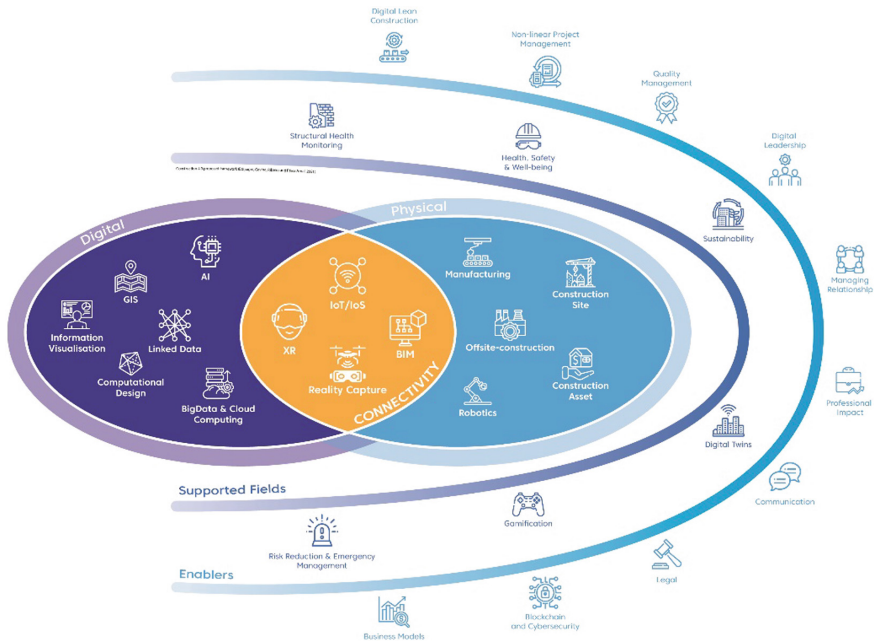 Digital Lean
Construction
Non-linear Project
Management
Quality
Management
Digital
Leadership
Structural Health
Monitoring
Health, Safety
& Well-being
Sustainability
Managing
Relationship
Digital
Physical
AI
GIS
Information
Visualisation
Linked Data
Computational
Design
BigData & Cloud
Computing
IoT/IoS
XR
BIM
Reality Capture
CONNECTIVITY
Manufacturing
Construction
Site
Offsite-construction
Construction
Asset
Robotics
Professional
Impact
Digital Twins
Communication
Supported Fields
Gamification
Risk Reduction & Emergency
Management
Enablers
Legal
Business Models
Blockchain
and Cybersecurity